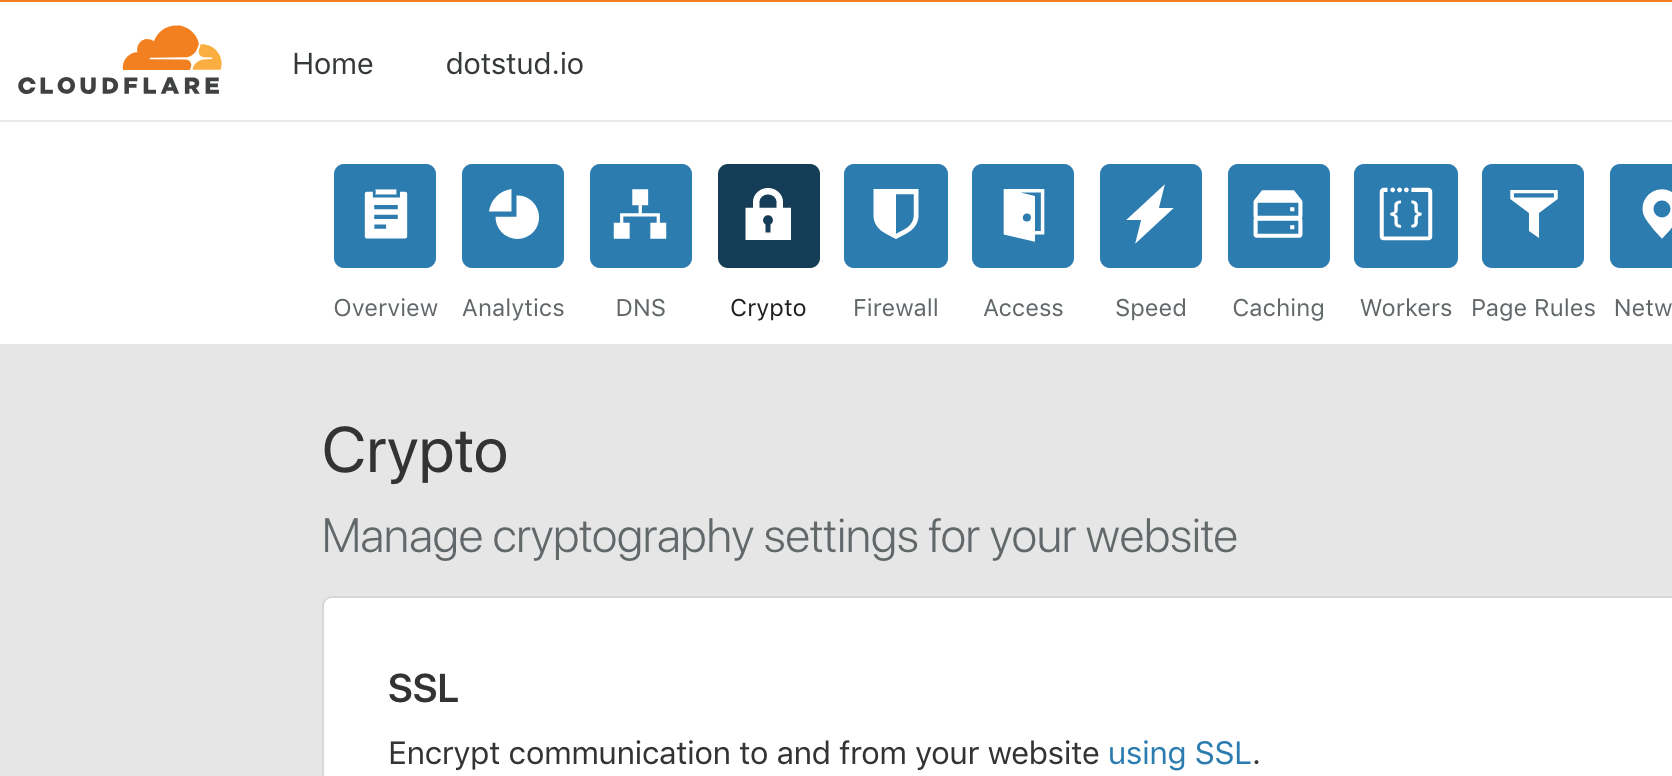 CLOUDFLARE Home dotstud.io
Overview Analytics DNS Crypto Firewall Access Speed Caching Workers Page Rules Netw
Crypto
Manage cryptography settings for your website
SSL
Encrypt communication to and from your website using SSL.